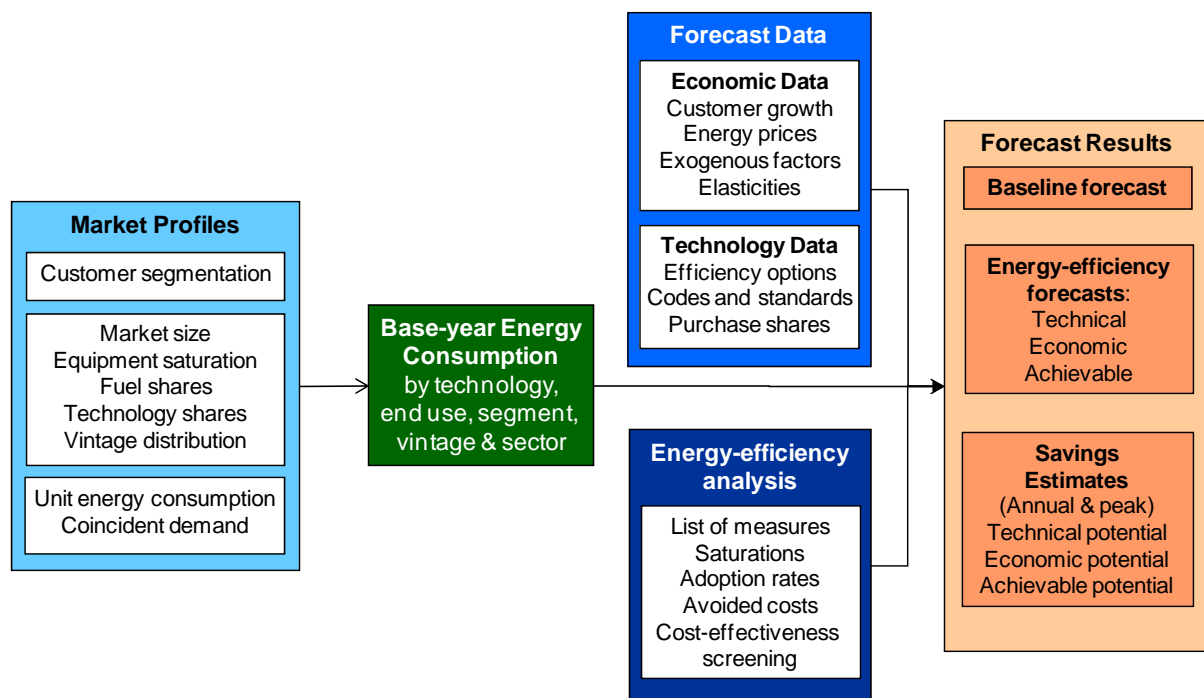 Market Profiles
Customer segmentation
Market size
Equipment saturation
Fuel shares
Technology shares
Vintage distribution
Unit energy consumption
Coincident demand
Base-year Energy
Consumption
by technology,
end use, segment,
vintage & sector
Forecast Data
Economic Data
Customer growth
Energy prices
Exogenous factors
Elasticities
Technology Data
Efficiency options
Codes and standards
Purchase shares
Energy-efficiency
analysis
List of measures
Saturations
Adoption rates
Avoided costs
Cost-effectiveness
screening
Forecast Results
Baseline forecast
Energy-efficiency
forecasts:
Technical
Economic
Achievable
Savings
Estimates
(Annual & peak)
Technical potential
Economic potential
Achievable potential